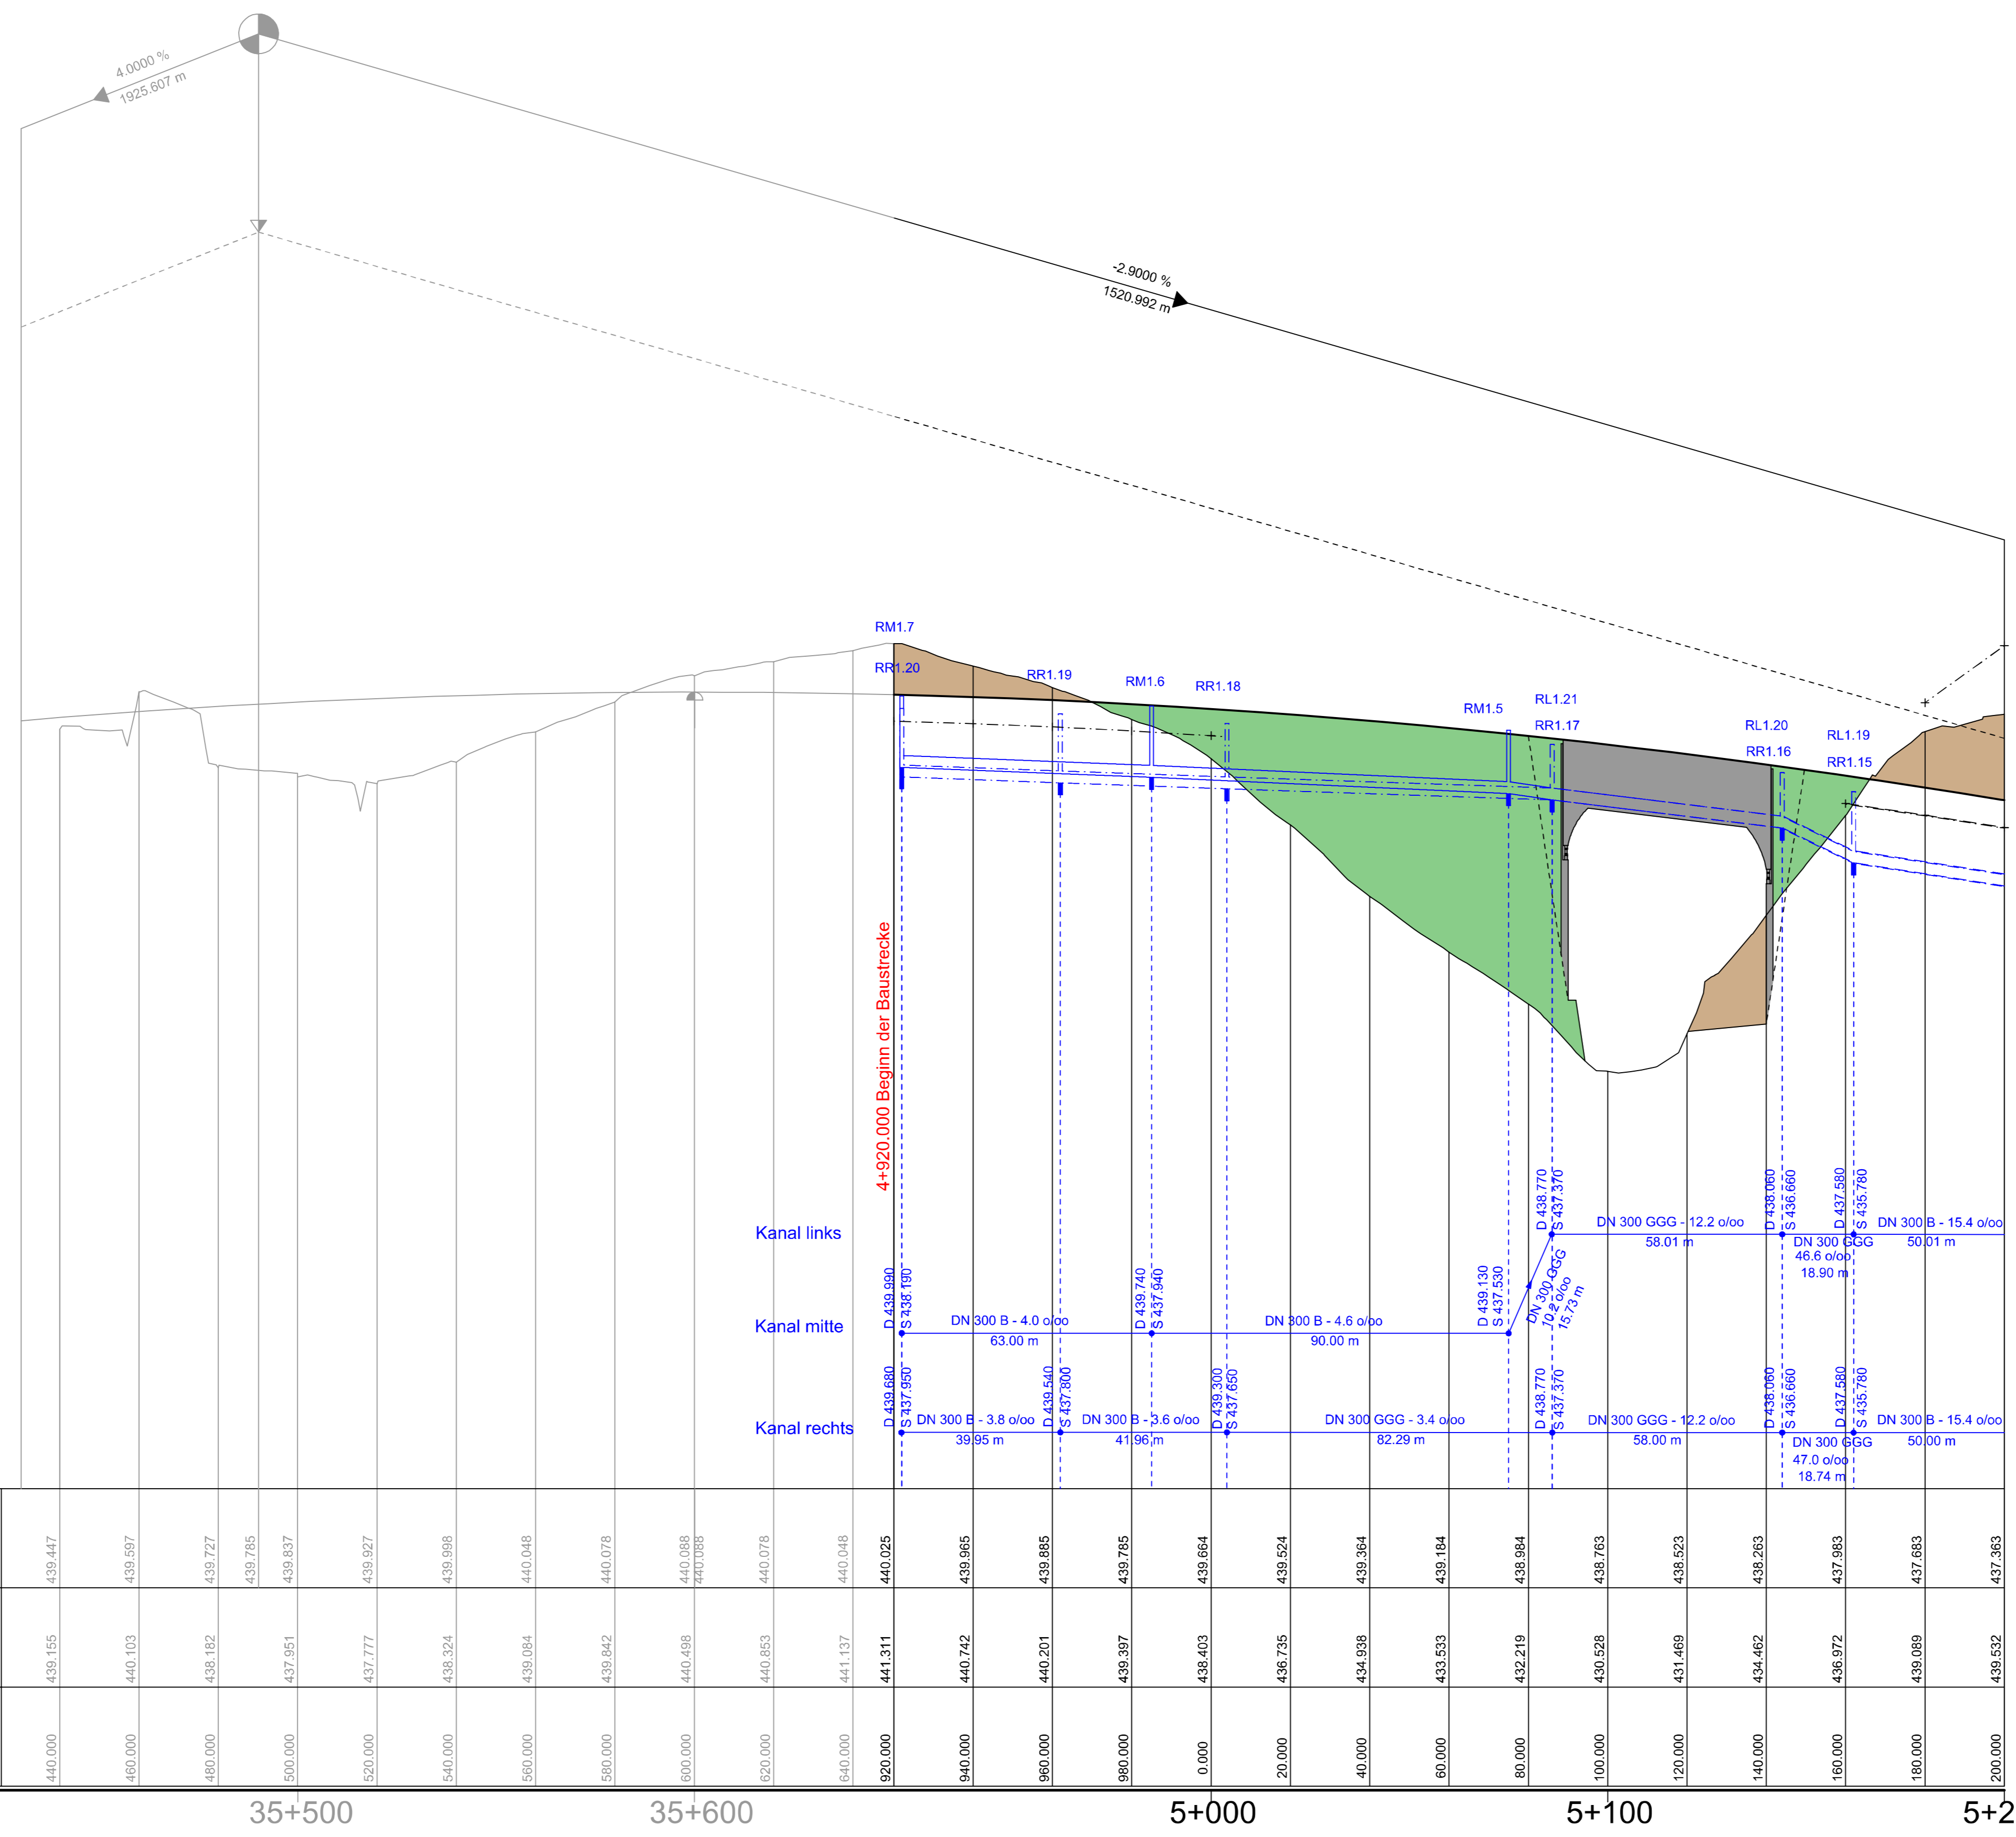 4.0000 %
1925.607 m
-2.9000 %
1520.992 m
RM1.7
RR1.20
RR1.19
RM1.6
RR1.18
RM1.5
RL1.21
RR1.17
RL1.20
RR1.16
RL1.19
RR1.15
4+920.000 Beginn der Baustrecke
Kanal links
D 438.770
S 437.370
DN 300 GGG - 12.2 o/oo
58.01 m
D 438.060
S 436.660
DN 300 GGG
46.6 o/oo
18.90 m
D 437.580
S 435.780
DN 300 B - 15.4 o/oo
50.01 m
Kanal mitte
D 439.990
S 438.190
DN 300 B - 4.0 o/oo
63.00 m
D 439.740
S 437.940
DN 300 B - 4.6 o/oo
90.00 m
D 439.130
S 437.530
DN 300 GGG
10.2 o/oo
15.73 m
Kanal rechts
D 439.680
S 437.950
DN 300 B - 3.8 o/oo
39.95 m
D 439.540
S 437.800
DN 300 B - 3.6 o/oo
41.96 m
D 439.300
S 437.650
DN 300 GGG - 3.4 o/oo
82.29 m
D 438.770
S 437.370
DN 300 GGG - 12.2 o/oo
58.00 m
D 438.060
S 436.660
DN 300 GGG
47.0 o/oo
18.74 m
D 437.580
S 435.780
DN 300 B - 15.4 o/oo
50.00 m
439.447 439.597 439.727 439.785 439.837 439.927 439.998 440.048 440.078 440.088 440.088 440.078 440.048 440.025 439.965 439.885 439.785 439.664 439.524 439.364 439.184 438.984 438.763 438.523 438.263 437.983 437.683 437.363
439.155 440.103 438.182 437.951 437.777 438.324 439.084 439.842 440.498 440.853 441.137 441.311 440.742 440.201 439.397 438.403 436.735 434.938 433.533 432.219 430.528 431.469 434.462 436.972 439.089 439.532
440.000 460.000 480.000 500.000 520.000 540.000 560.000 580.000 600.000 620.000 640.000 920.000 940.000 960.000 980.000 0.000 20.000 40.000 60.000 80.000 100.000 120.000 140.000 160.000 180.000 200.000
35+500 35+600 5+000 5+100 5+2